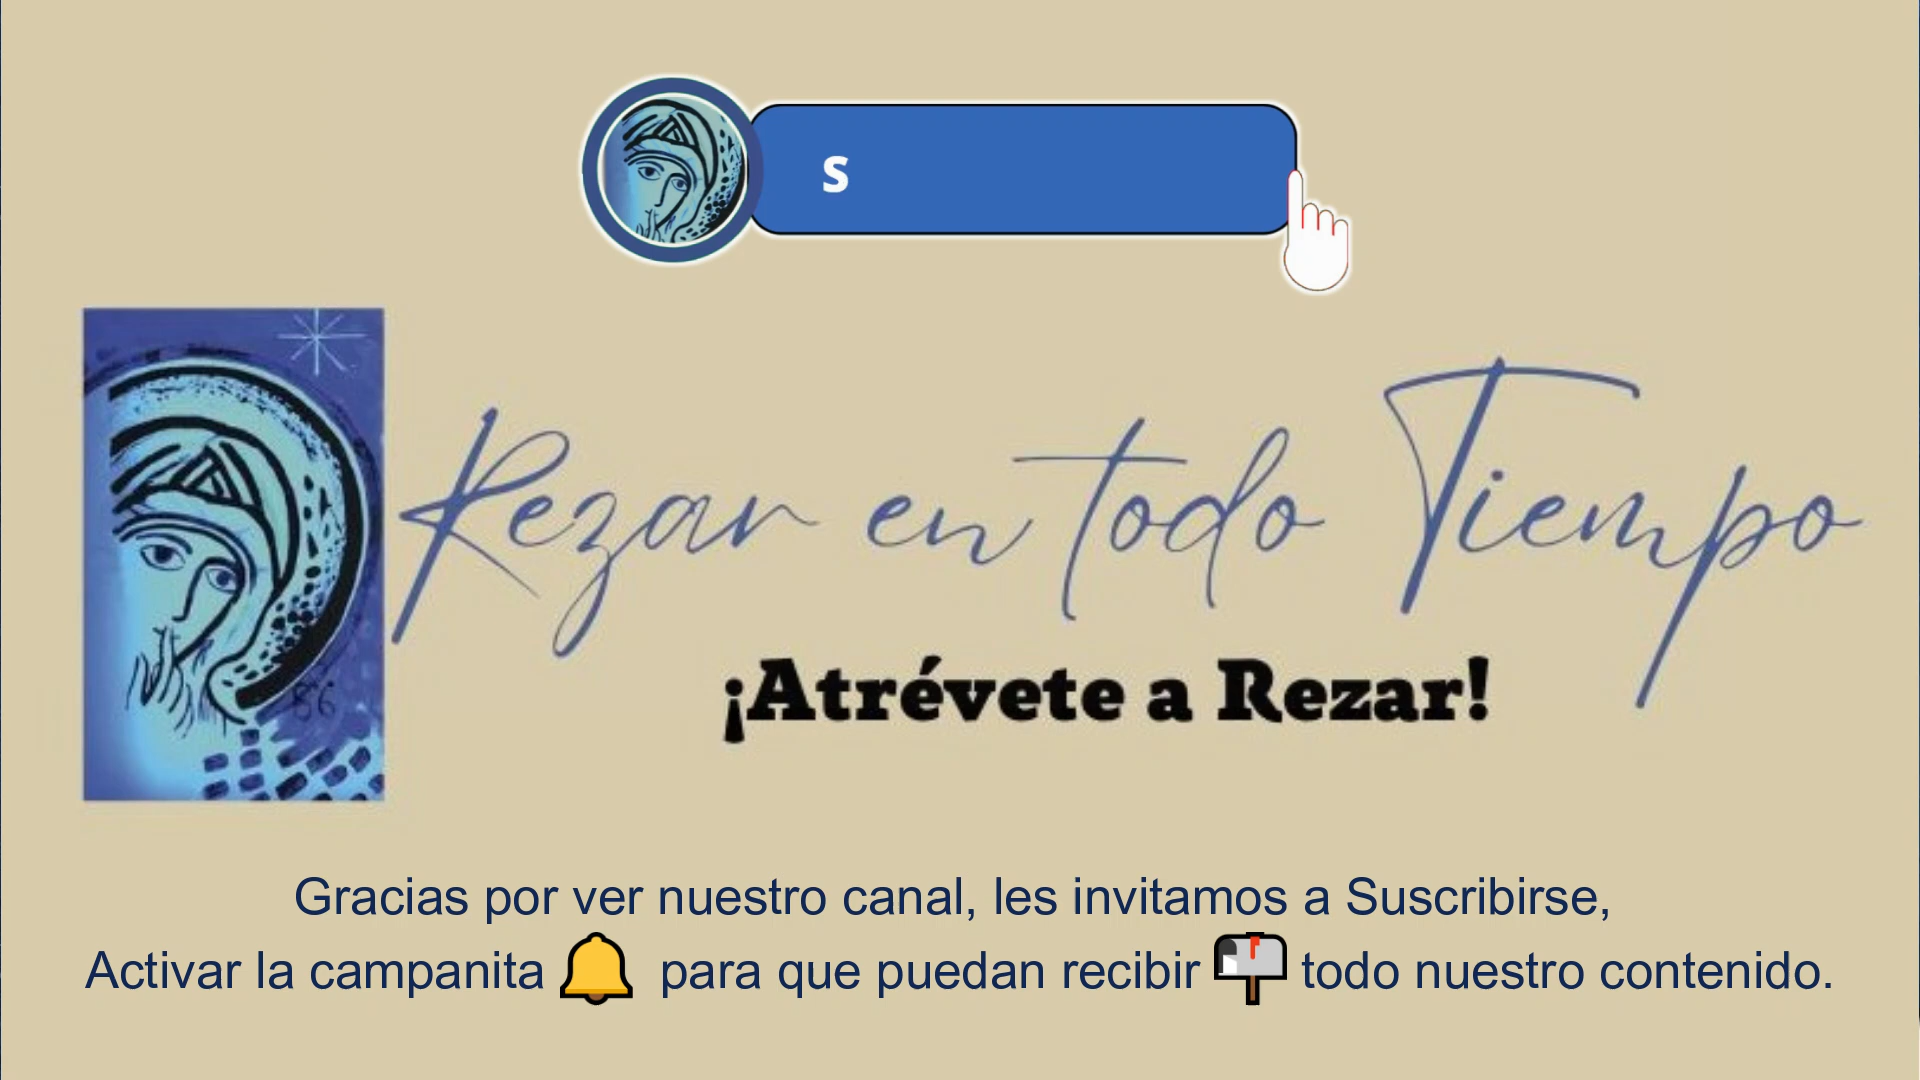 S
Rezar en todo Tiempo
¡Atrévete a Rezar!
Gracias por ver nuestro canal, les invitamos a Suscribirse,
Activar la campanita 🔔 para que puedan recibir 📬 todo nuestro contenido.